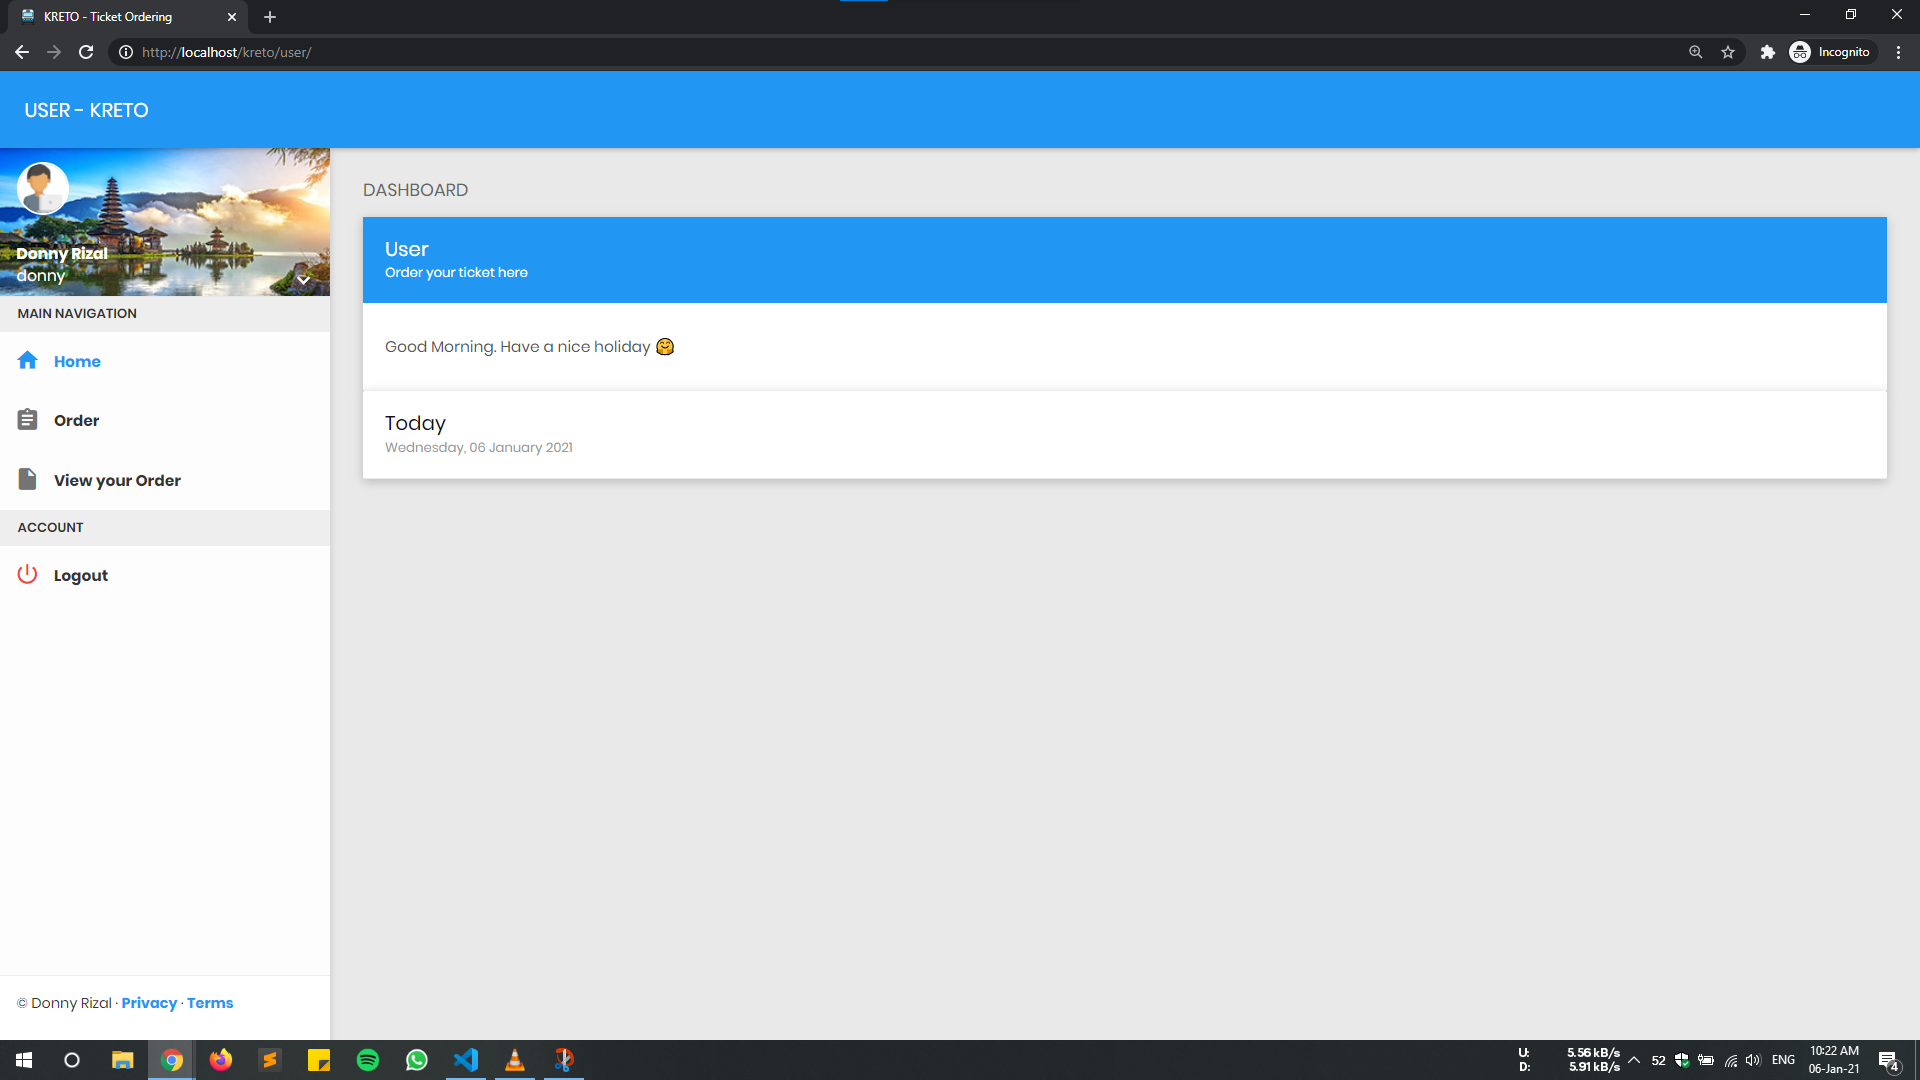 KRETO - Ticket Ordering
http://localhost/kreto/user/
Incognito
USER - KRETO
Donny Rizal
donny
MAIN NAVIGATION
Home
Order
View your Order
ACCOUNT
Logout
© Donny Rizal · Privacy · Terms
DASHBOARD
User
Order your ticket here
Good Morning. Have a nice holiday 🤗
Today
Wednesday, 06 January 2021
U: 5.56 kB/s
D: 5.91 kB/s
52
ENG
10:22 AM
06-Jan-21
4